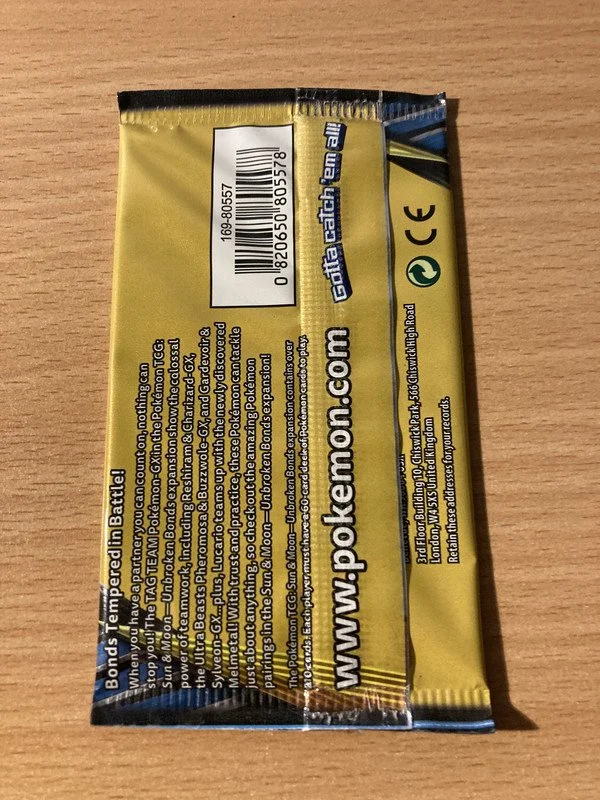 Bonds Tempered in Battle!
When you have a partner you can count on, nothing can
stop you! The TAG TEAM Pokémon-GX in the Pokémon TCG:
Sun & Moon—Unbroken Bonds expansion show the colossal
power of teamwork, including Reshiram & Charizard-GX,
the Ultra Beasts Pheromosa & Buzzwole-GX, and Gardevoir &
Sylveon-GX... plus, Lucario teams up with the newly discovered
Melmetal! With trust and practice, these Pokémon can tackle
just about anything, so check out the amazing Pokémon
pairings in the Sun & Moon—Unbroken Bonds expansion!
The Pokémon TCG: Sun & Moon—Unbroken Bonds expansion contains over
210 cards. Each player must have a 60-card deck of Pokémon cards to play.
www.pokemon.com
169-80557
0 820650 805578
Gotta catch 'em all!
3rd Floor Building 10, Chiswick Park, 566 Chiswick High Road
London, W4 5XS United Kingdom
Retain these addresses for your records.
CE